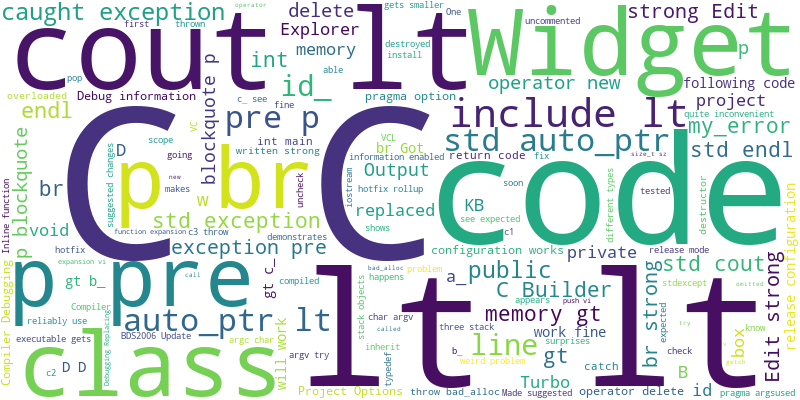 caught exception
cout
lt
Widget
delete
Explorer
memory
gets smaller
destroyed
install
operator
first
thrown
pop
able
One
uncommented
strong Edit
p
int
id_
operator new
following code
project
overloaded
Debug information
endl
c_ see
fine
pragma option
quite inconvenient
my_error
VC
pre p
include lt
std auto_ptr
std endl
blockquote p
p blockquote
suggested changes
D
scope
going
written strong
int main
VCL
br Got
information enabled
return code
fix
size_t sz
tested
C
p
br
C
code
br
new
makes
w
uncheck
iostream
Output
hotfix rollup
replaced
KB
see expected
soon
different types
destructor
void
std exception
Inline function
function expansion
c3 throw
demonstrates
shows
c1
configuration works
private
release mode
std cout
stdexcept
omitted
hotfix
expansion vi
gt b_
exception pre
call
gt c_
compiled
bad_alloc
problem
happens
stack objects
a_
public
C Builder
appears
push vi
memory gt
work fine
surprises
br strong
expected
try
box
know
Edit strong
release configuration
p
pre
lt
lt
Compiler
reliably use
auto_ptr lt
executable gets
BDS2006 Update
Compiler Debugging
Debugging Replacing
argc char
argv try
char argv
called
three stack
b_
weird problem
inherit
typedef
line
gt
catch
check
B
getch
class
c2
D D
will work
Project Options
throw bad_alloc
Turbo
Made suggested
operator delete
id
pragma argsused